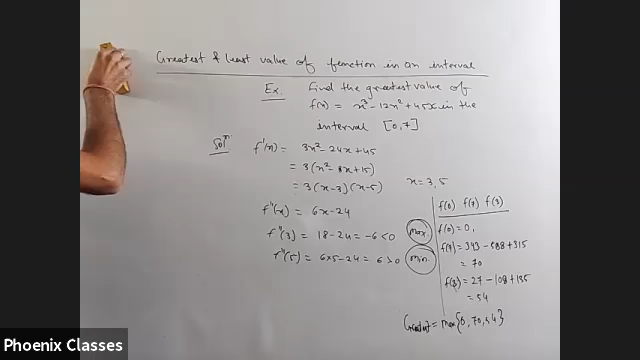 Greatest & least value of function in an interval
Ex. Find the greatest value of
f(x) = x³-12x²+45x in the
interval [0,7]
Solⁿ f'(x) = 3x²-24x+45
= 3(x²-8x+15)
= 3(x-3)(x-5) x=3,5
f''(x) = 6x-24
f''(3) = 18-24=-6<0 max.
f''(5) = 6x5-24=6>0 min.
f(0) f(7) f(3)
f(0)=0,
f(7)=343-588+315
=70
f(3)=27-108+135
=54
= max{0,70,54}
Phoenix Classes